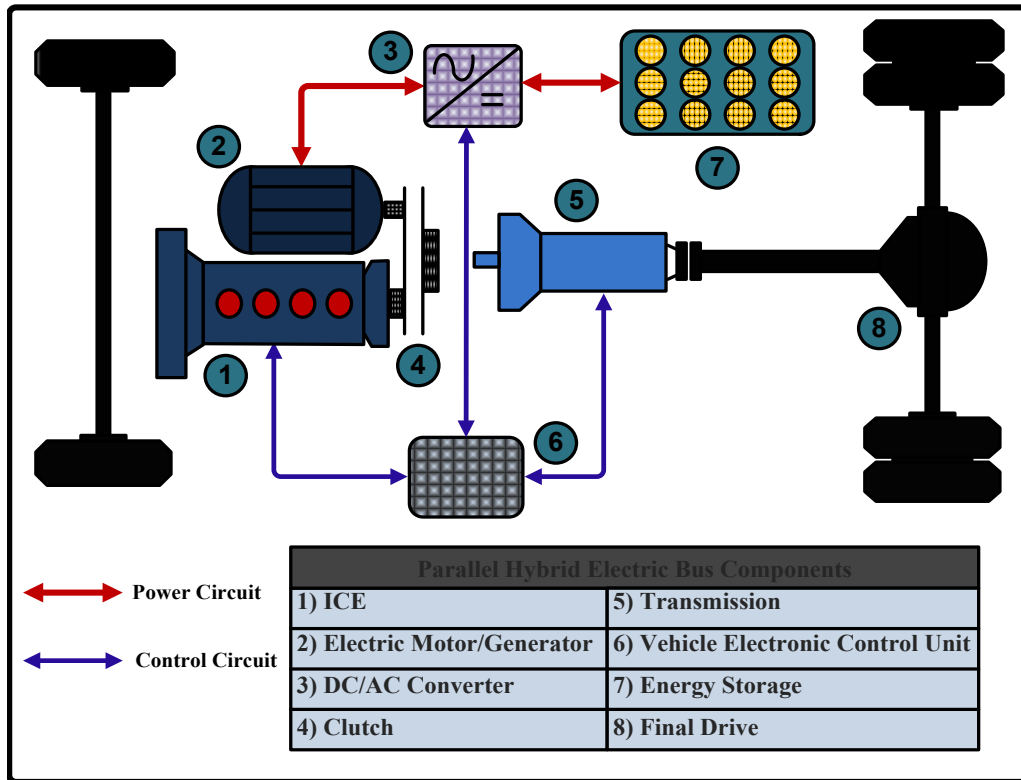 3
2
7
5
8
1
4
6
Power Circuit
Control Circuit
Parallel Hybrid Electric Bus Components
1) ICE
5) Transmission
2) Electric Motor/Generator
6) Vehicle Electronic Control Unit
3) DC/AC Converter
7) Energy Storage
4) Clutch
8) Final Drive